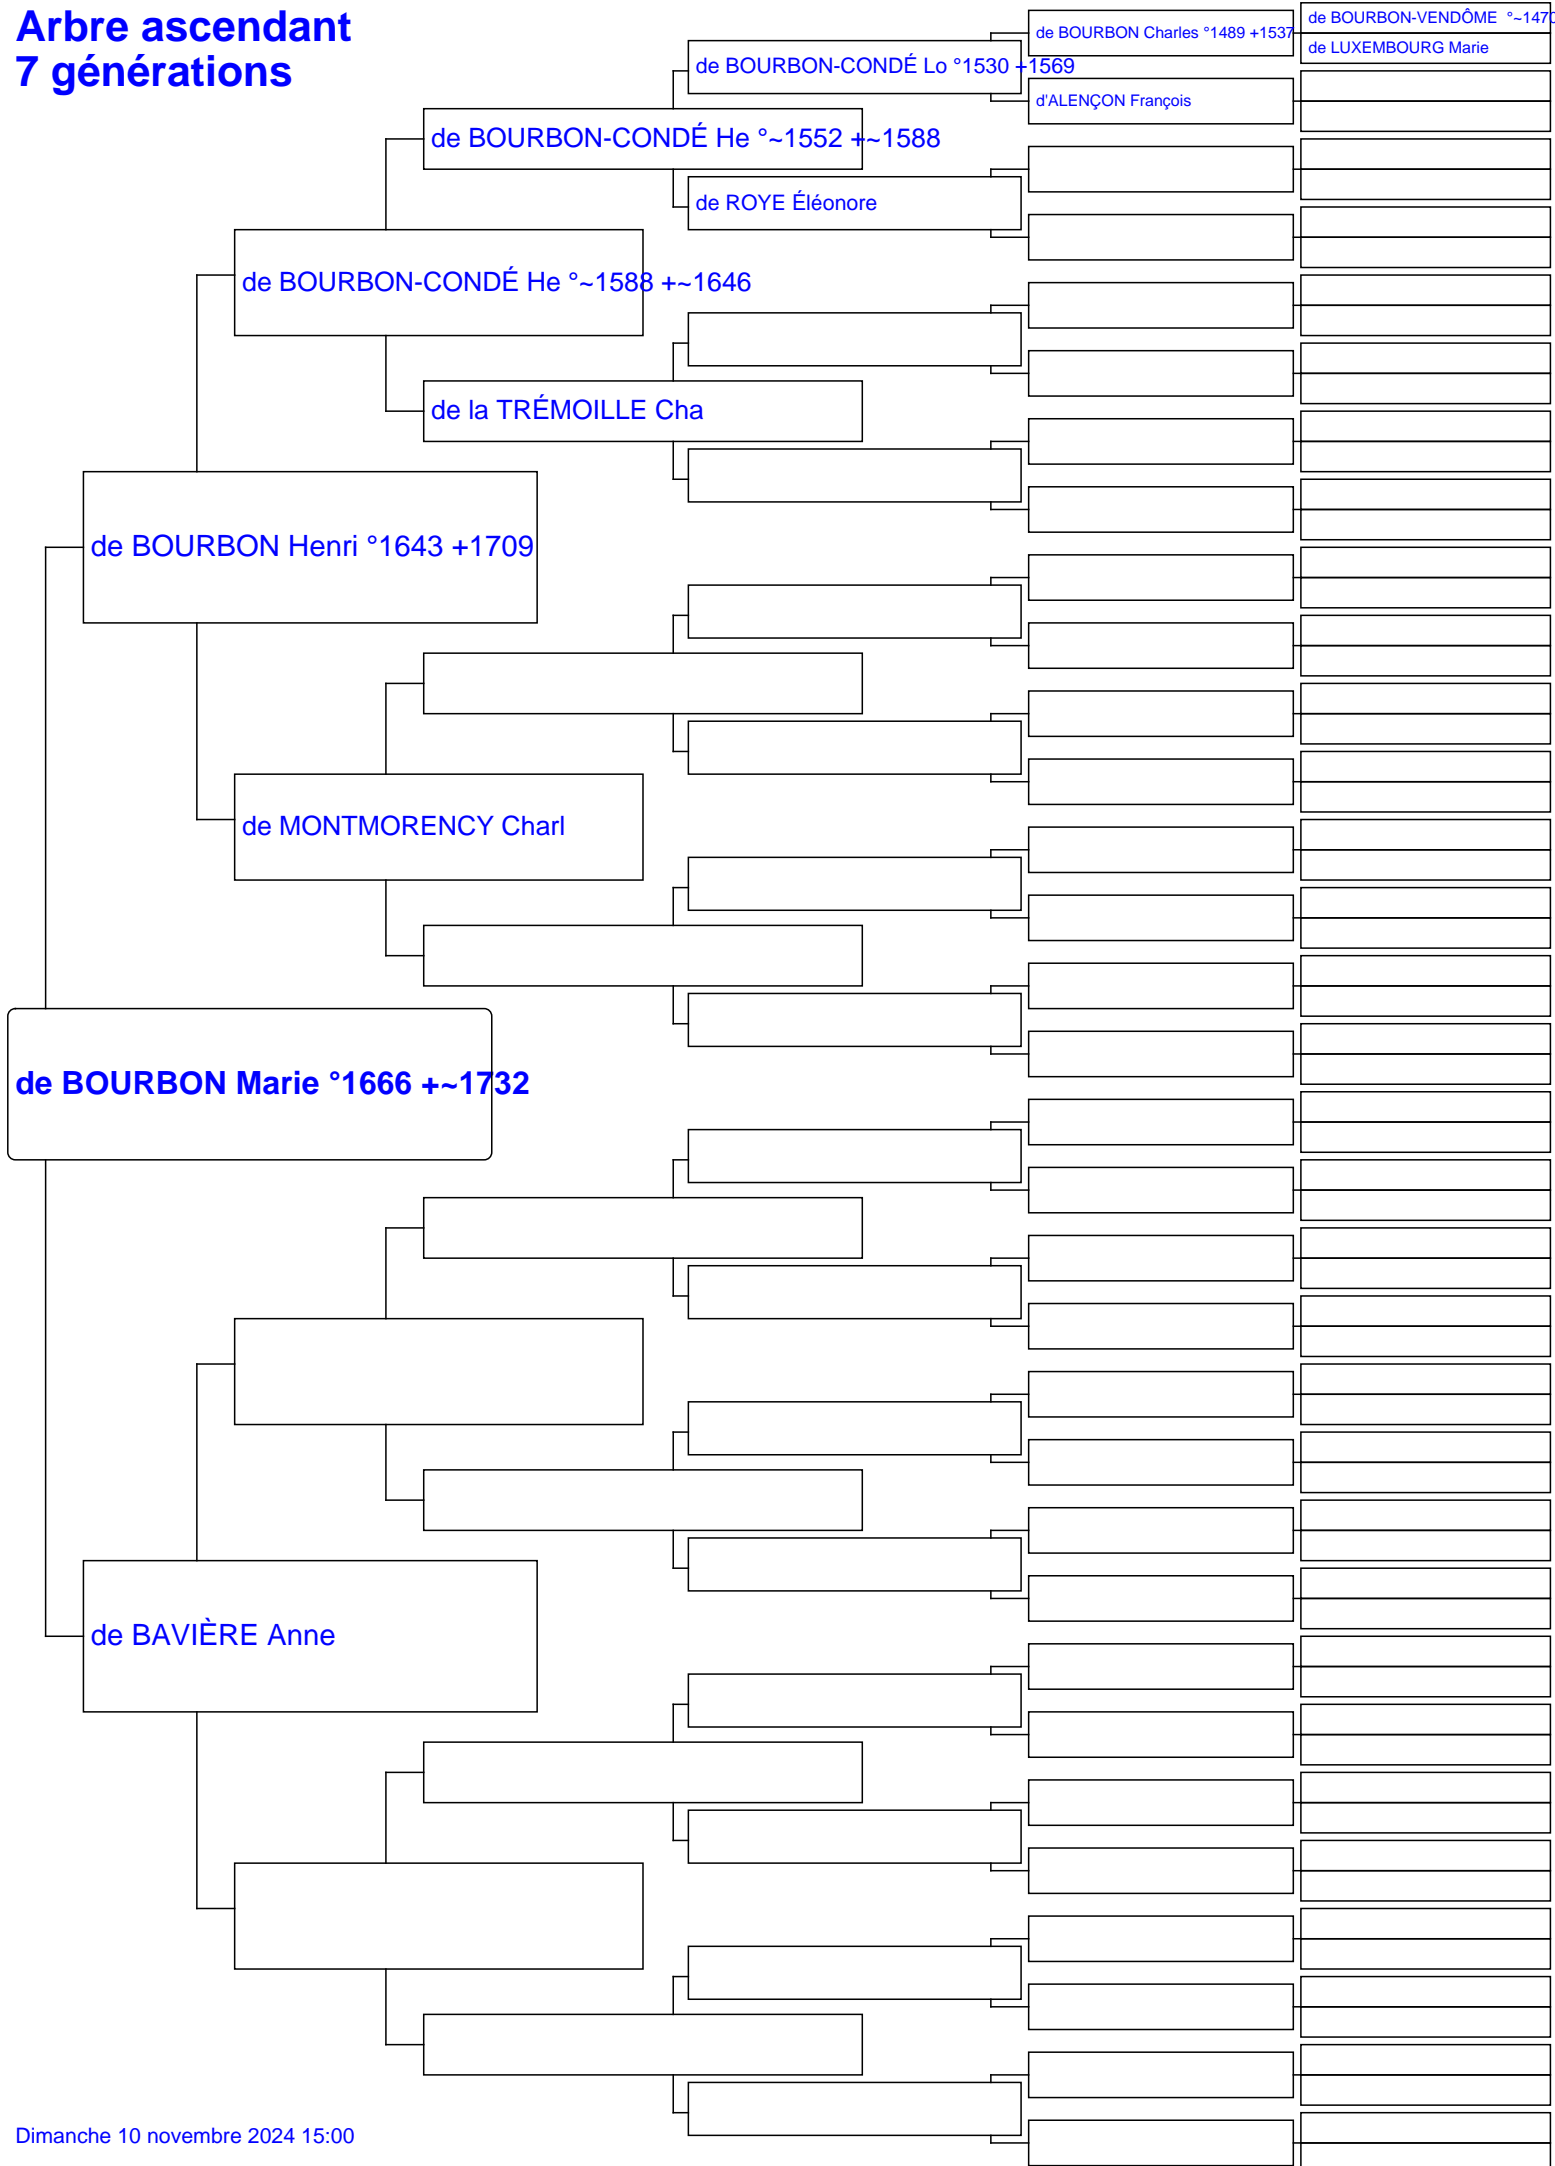 Arbre ascendant
7 générations
de BOURBON-VENDÔME °~1470
de BOURBON Charles °1489 +1537
de LUXEMBOURG Marie
de BOURBON-CONDÉ Lo °1530 +1569
d'ALENÇON François
de BOURBON-CONDÉ He °~1552 +~1588
de ROYE Éléonore
de BOURBON-CONDÉ He °~1588 +~1646
de la TRÉMOILLE Cha
de BOURBON Henri °1643 +1709
de MONTMORENCY Charl
de BOURBON Marie °1666 +~1732
de BAVIÈRE Anne
Dimanche 10 novembre 2024 15:00